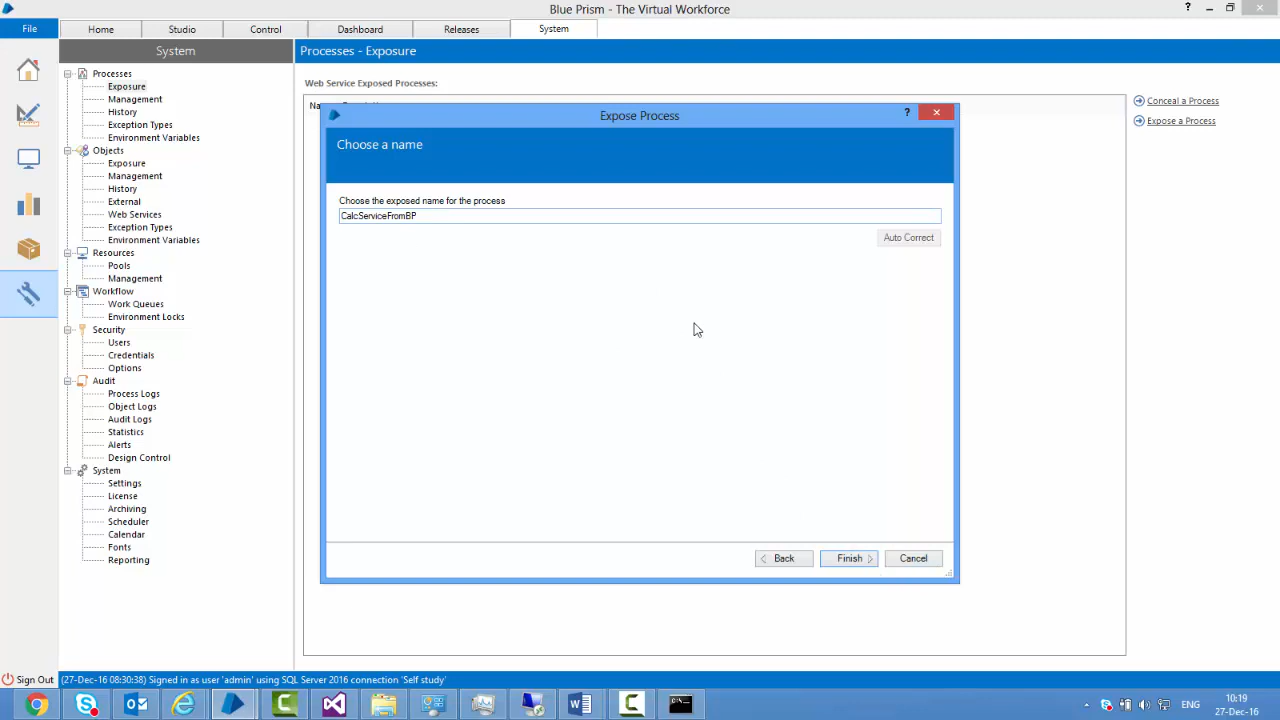 Blue Prism - The Virtual Workforce
File
Home
Studio
Control
Dashboard
Releases
System
System
Processes - Exposure
Processes
Exposure
Management
History
Exception Types
Environment Variables
Objects
Exposure
Management
History
External
Web Services
Exception Types
Environment Variables
Resources
Pools
Management
Workflow
Work Queues
Environment Locks
Security
Users
Credentials
Options
Audit
Process Logs
Object Logs
Audit Logs
Statistics
Alerts
Design Control
System
Settings
License
Archiving
Scheduler
Calendar
Fonts
Reporting
Web Service Exposed Processes:
Conceal a Process
Expose a Process
Expose Process
?
Choose a name
Choose the exposed name for the process
CalcServiceFromBP
Auto Correct
Back
Finish
Cancel
Sign Out
(27-Dec-16 08:30:38) Signed in as user 'admin' using SQL Server 2016 connection 'Self study'
ENG
10:19
27-Dec-16